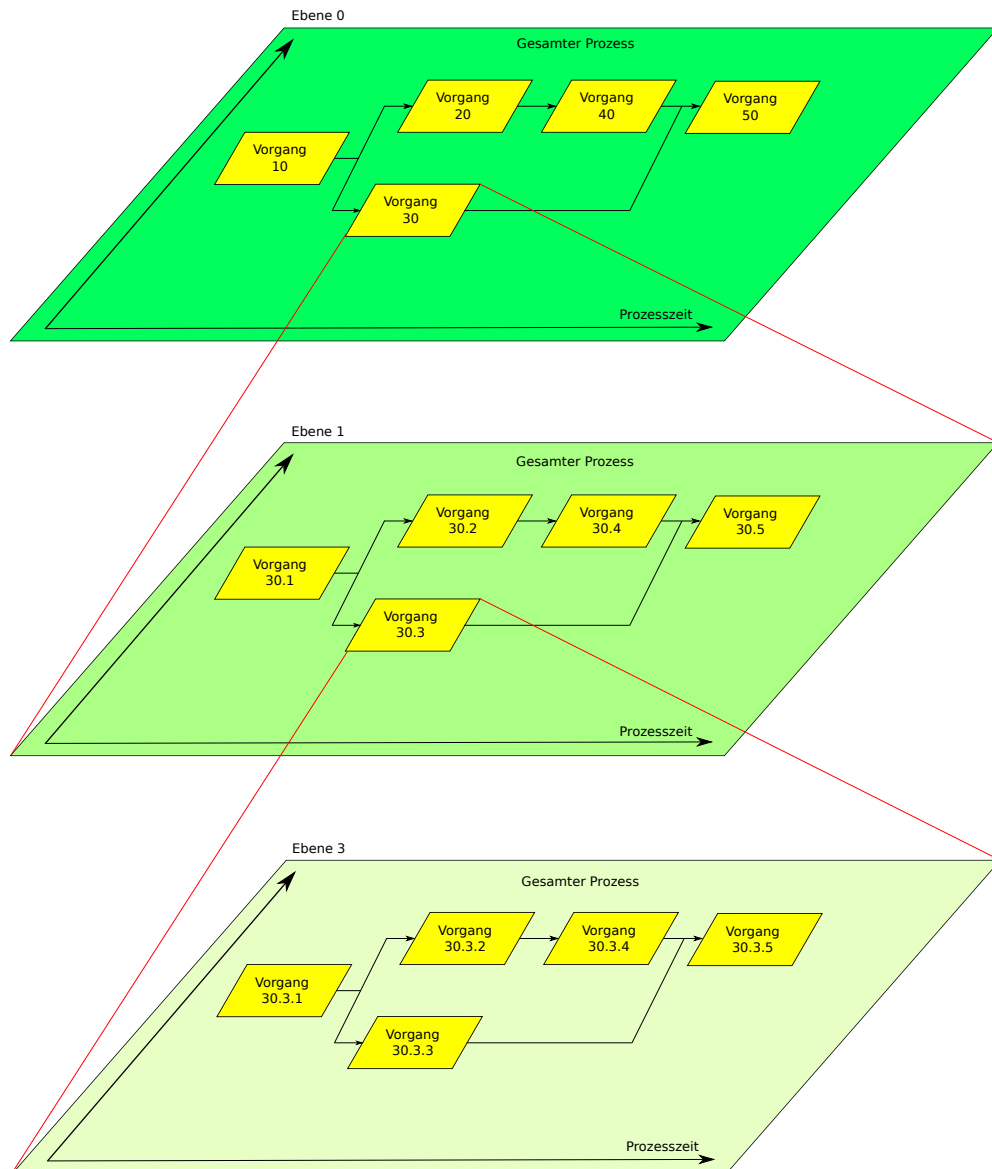 Ebene 0
Gesamter Prozess
Vorgang
20
Vorgang
40
Vorgang
50
Vorgang
10
Vorgang
30
Prozesszeit
Ebene 1
Gesamter Prozess
Vorgang
30.2
Vorgang
30.4
Vorgang
30.5
Vorgang
30.1
Vorgang
30.3
Prozesszeit
Ebene 3
Gesamter Prozess
Vorgang
30.3.2
Vorgang
30.3.4
Vorgang
30.3.5
Vorgang
30.3.1
Vorgang
30.3.3
Prozesszeit